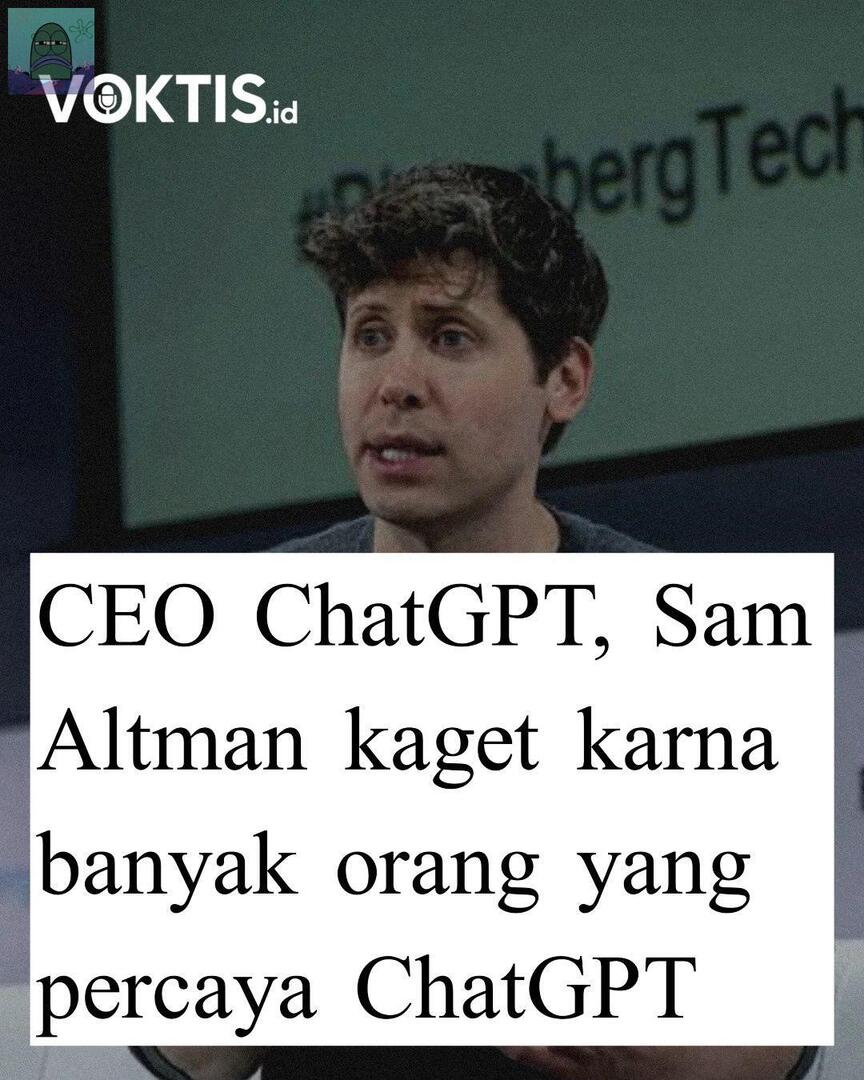 VOKTIS.id
bergTech
CEO ChatGPT, Sam
Altman kaget karna
banyak orang yang
percaya ChatGPT